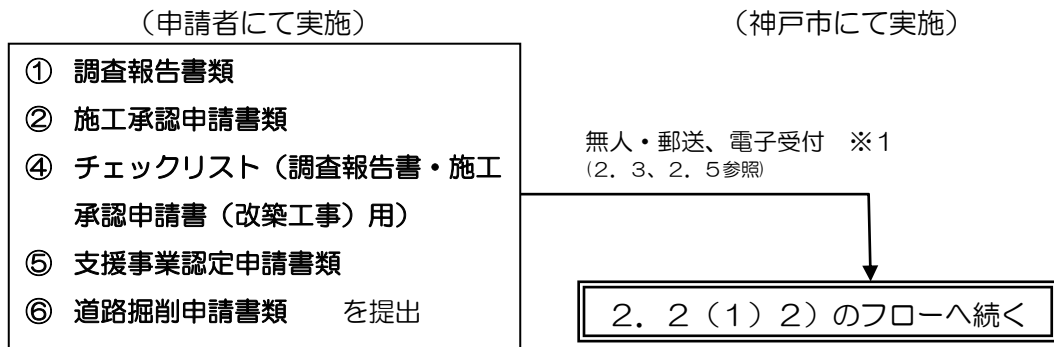 (申請者にて実施)
(神戸市にて実施)
① 調査報告書類
② 施工承認申請書類
④ チェックリスト(調査報告書・施工
承認申請書(改築工事)用)
⑤ 支援事業認定申請書類
⑥ 道路掘削申請書類 を提出
無人・郵送、電子受付 ※1
(2.3、2.5参照)
2.2(1)2)のフローへ続く